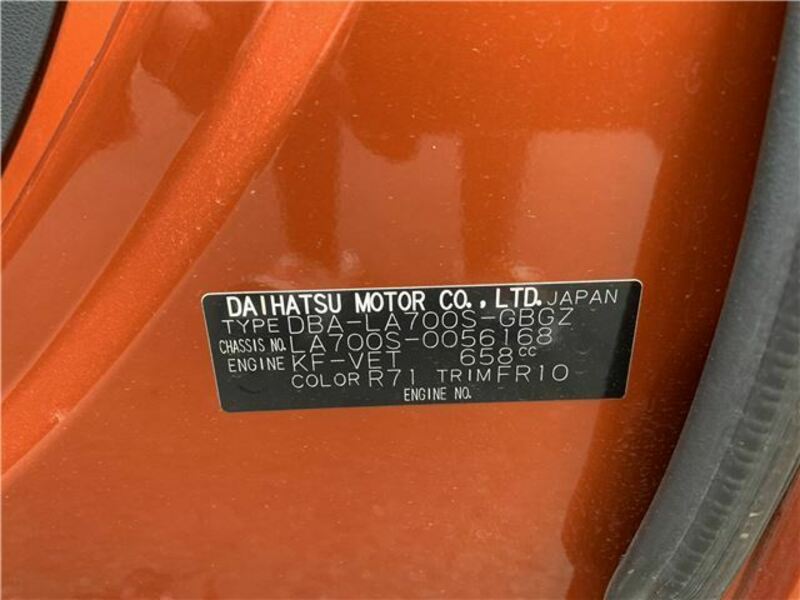 DAIHATSU MOTOR CO., LTD. JAPAN
TYPE DBA-LA700S-GBGZ
CHASSIS NO. LA700S-0056168
ENGINE KF-VET 658cc
COLOR R71 TRIM FR10
ENGINE NO.